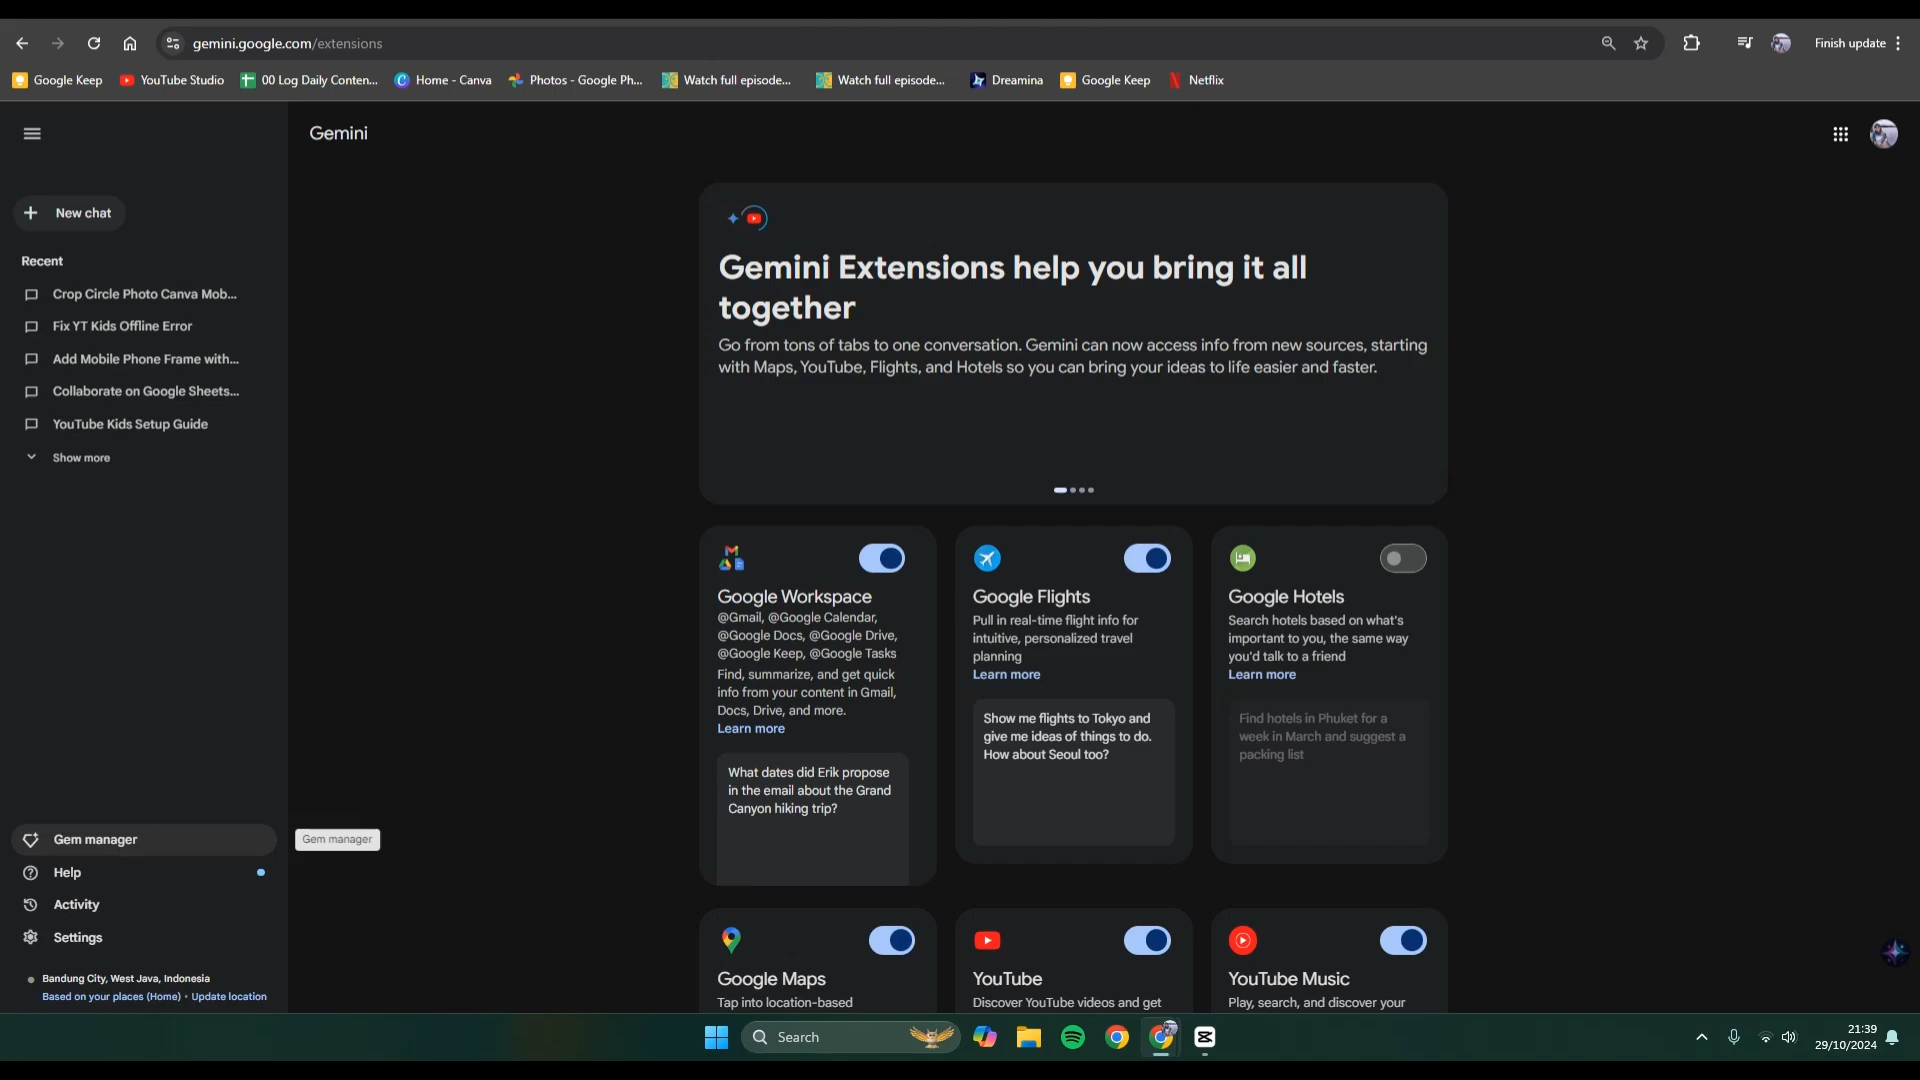 gemini.google.com/extensions
Finish update
Google Keep
YouTube Studio
00 Log Daily Conten...
Home - Canva
Photos - Google Ph...
Watch full episode...
Watch full episode...
Dreamina
Google Keep
Netflix
Gemini
New chat
Recent
Crop Circle Photo Canva Mob...
Fix YT Kids Offline Error
Add Mobile Phone Frame with...
Collaborate on Google Sheets...
YouTube Kids Setup Guide
Show more
Gem manager
Gem manager
Help
Activity
Settings
Bandung City, West Java, Indonesia
Based on your places (Home) • Update location
Gemini Extensions help you bring it all
together
Go from tons of tabs to one conversation. Gemini can now access info from new sources, starting
with Maps, YouTube, Flights, and Hotels so you can bring your ideas to life easier and faster.
Google Workspace
@Gmail, @Google Calendar,
@Google Docs, @Google Drive,
@Google Keep, @Google Tasks
Find, summarize, and get quick
info from your content in Gmail,
Docs, Drive, and more.
Learn more
What dates did Erik propose
in the email about the Grand
Canyon hiking trip?
Google Flights
Pull in real-time flight info for
intuitive, personalized travel
planning
Learn more
Show me flights to Tokyo and
give me ideas of things to do.
How about Seoul too?
Google Hotels
Search hotels based on what's
important to you, the same way
you'd talk to a friend
Learn more
Find hotels in Phuket for a
week in March and suggest a
packing list
Google Maps
Tap into location-based
YouTube
Discover YouTube videos and get
YouTube Music
Play, search, and discover your
Search
21:39
29/10/2024